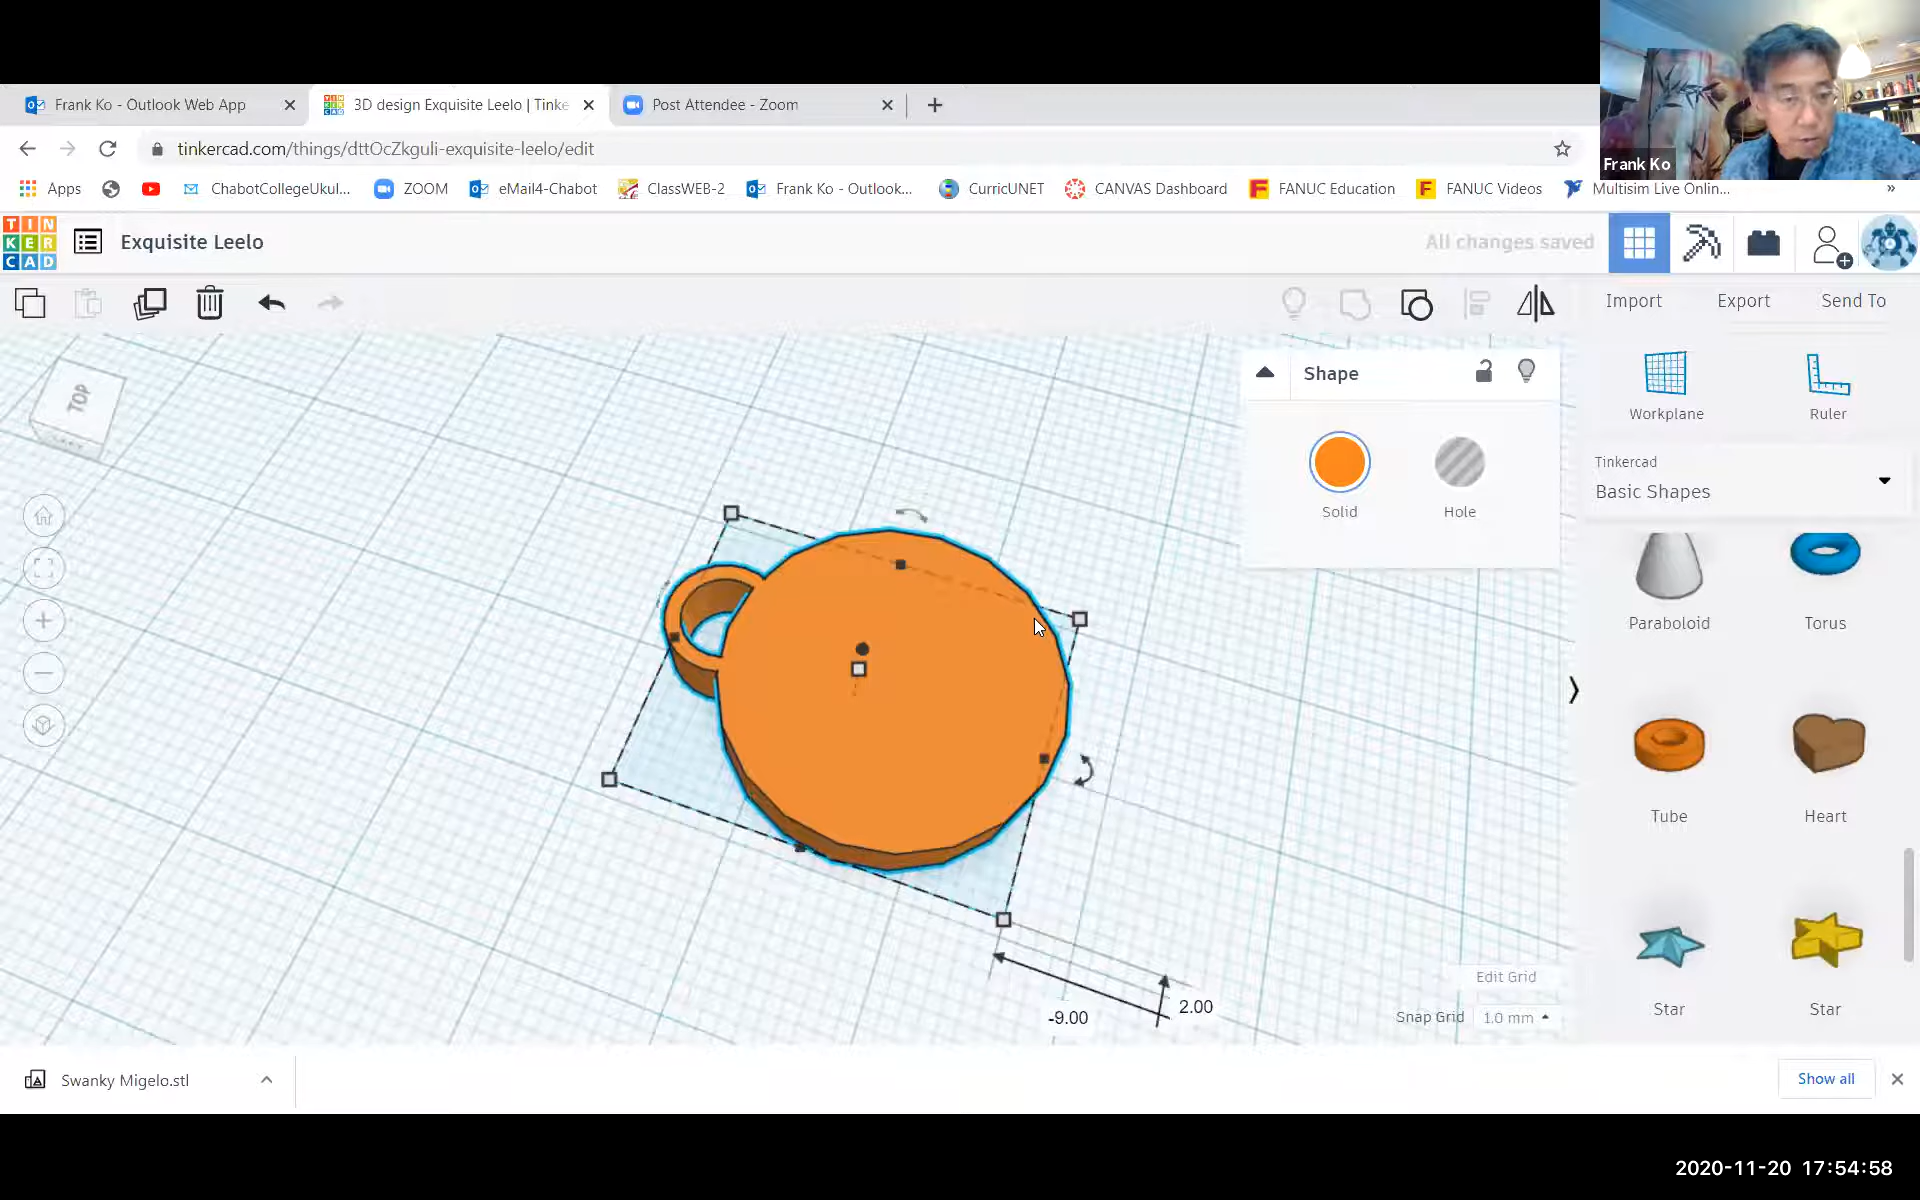 Frank Ko - Outlook Web App
3D design Exquisite Leelo | Tinke
Post Attendee - Zoom
tinkercad.com/things/dttOcZkguli-exquisite-leelo/edit
Frank Ko
Apps
ChabotCollegeUkul...
ZOOM
eMail4-Chabot
ClassWEB-2
Frank Ko - Outlook...
CurricUNET
CANVAS Dashboard
FANUC Education
FANUC Videos
Multisim Live Onlin...
»
TIN
KER
CAD
Exquisite Leelo
All changes saved
Import
Export
Send To
TOP
Shape
Solid
Hole
Workplane
Ruler
Tinkercad
Basic Shapes
Paraboloid
Torus
Tube
Heart
Star
Star
-9.00
2.00
Edit Grid
Snap Grid
1.0 mm
Swanky Migelo.stl
Show all
2020-11-20 17:54:58